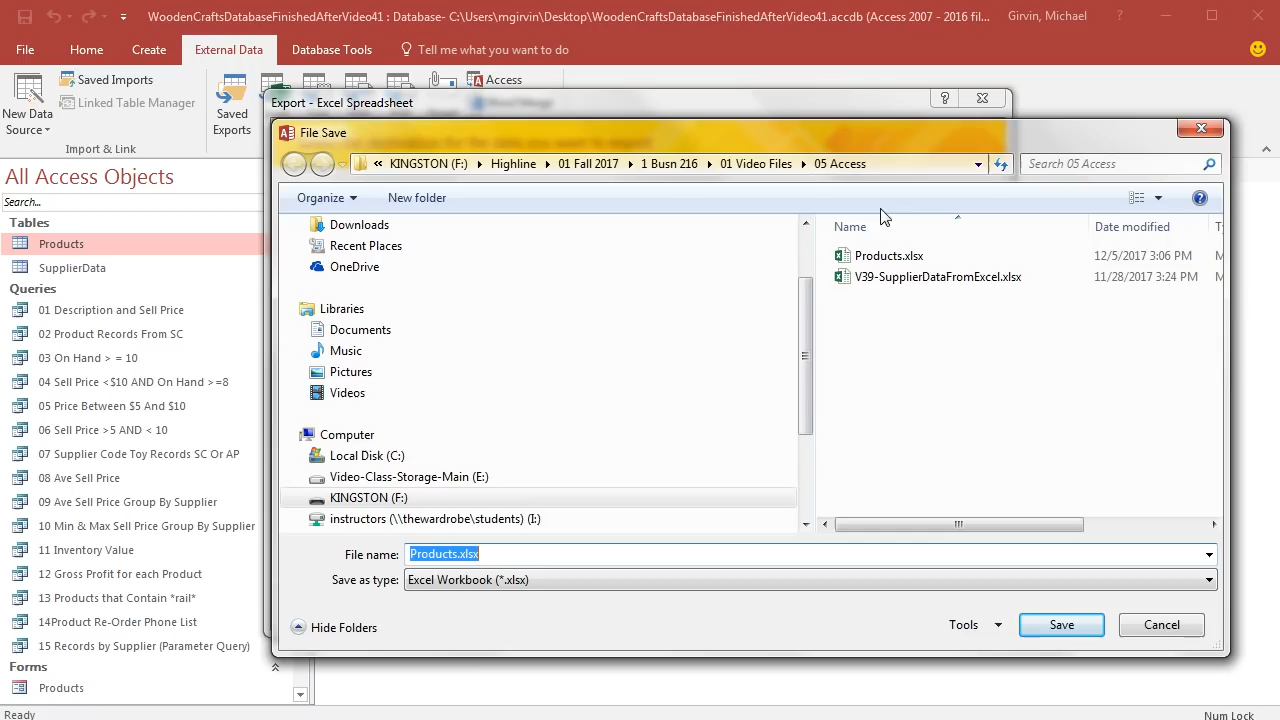 WoodenCraftsDatabaseFinishedAfterVideo41 : Database- C:\Users\mgirvin\Desktop\WoodenCraftsDatabaseFinishedAfterVideo41.accdb (Access 2007 - 2016 fil... Girvin, Michael ?
File Home Create External Data Database Tools Tell me what you want to do
New Data Source
Saved Imports
Linked Table Manager
Saved Exports
Access
Import & Link
Export - Excel Spreadsheet
File Save
KINGSTON (F:) Highline 01 Fall 2017 1 Busn 216 01 Video Files 05 Access
Search 05 Access
Organize New folder
Name Date modified
Products.xlsx 12/5/2017 3:06 PM
V39-SupplierDataFromExcel.xlsx 11/28/2017 3:24 PM
Downloads
Recent Places
OneDrive
Libraries
Documents
Music
Pictures
Videos
Computer
Local Disk (C:)
Video-Class-Storage-Main (E:)
KINGSTON (F:)
instructors (\\thewardrobe\students) (I:)
File name: Products.xlsx
Save as type: Excel Workbook (*.xlsx)
Hide Folders
Tools Save Cancel
All Access Objects
Search...
Tables
Products
SupplierData
Queries
01 Description and Sell Price
02 Product Records From SC
03 On Hand > = 10
04 Sell Price <$10 AND On Hand >=8
05 Price Between $5 And $10
06 Sell Price >5 AND < 10
07 Supplier Code Toy Records SC Or AP
08 Ave Sell Price
09 Ave Sell Price Group By Supplier
10 Min & Max Sell Price Group By Supplier
11 Inventory Value
12 Gross Profit for each Product
13 Products that Contain *rail*
14Product Re-Order Phone List
15 Records by Supplier (Parameter Query)
Forms
Products
Ready
Num Lock